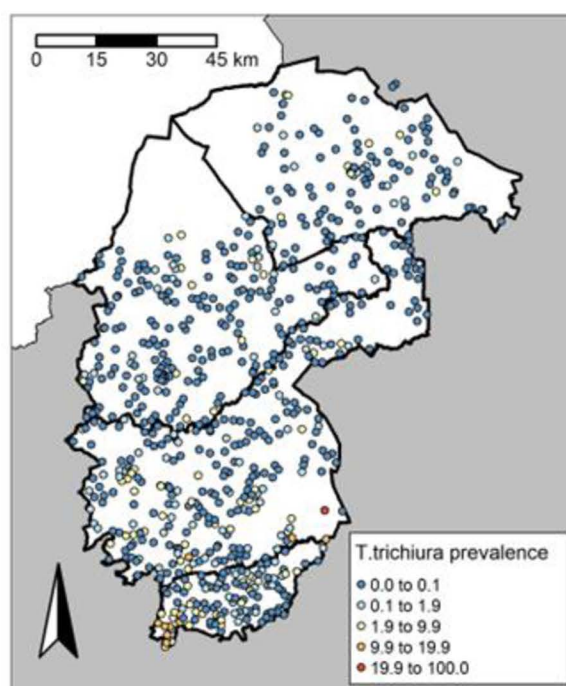 0 15 30 45 km
T.trichiura prevalence
0.0 to 0.1
0.1 to 1.9
1.9 to 9.9
9.9 to 19.9
19.9 to 100.0